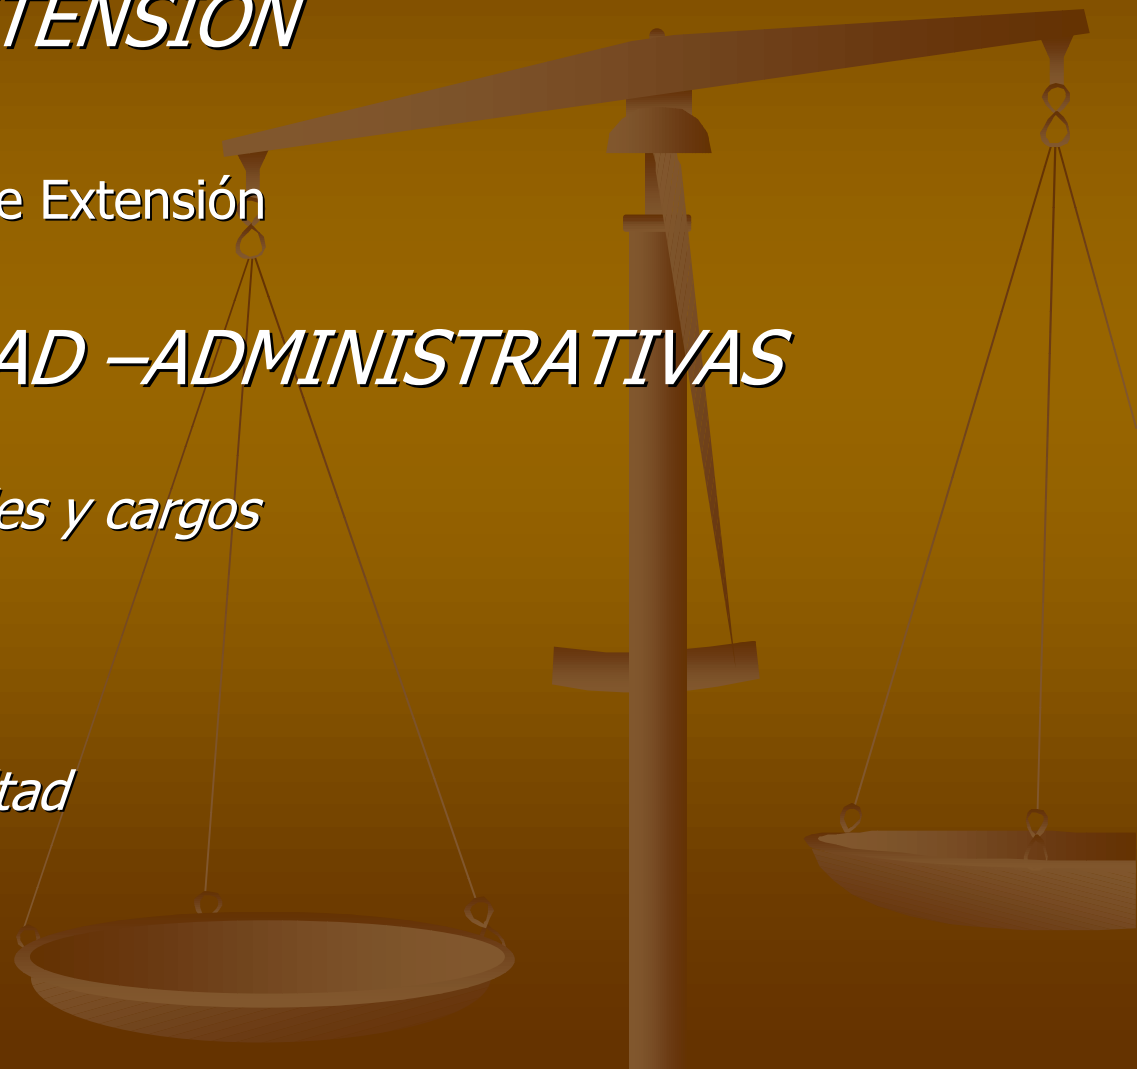 TENSION
e Extensión
AD –ADMINISTRATIVAS
es y cargos
tad